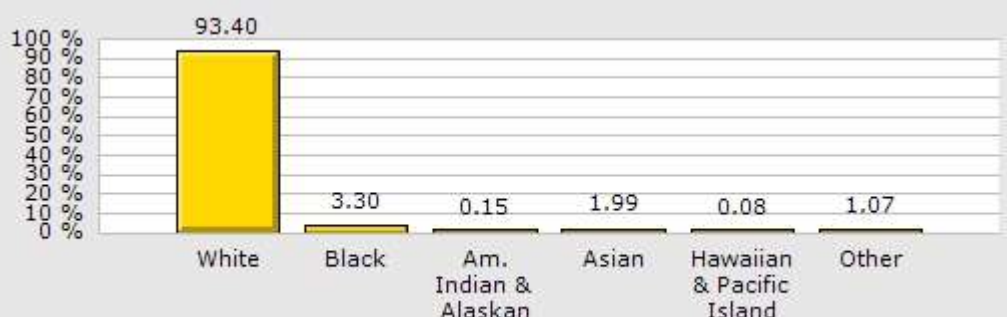 93.40
100 %
90 %
80 %
70 %
60 %
50 %
40 %
30 %
20 %
10 %
0 %
3.30
0.15
1.99
0.08
1.07
White
Black
Am.
Indian &
Alaskan
Asian
Hawaiian
& Pacific
Island
Other